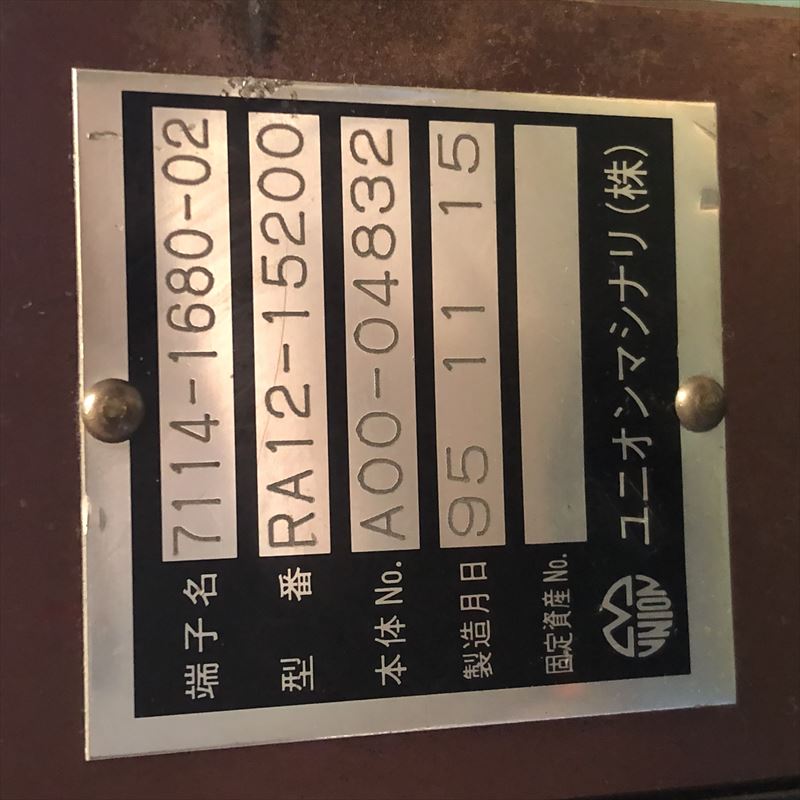 端子名 7114-1680-02
型番 RA12-15200
本体No. A00-04832
製造月日 95 11 15
固定資産No.
UNION ユニオンマシナリ(株)